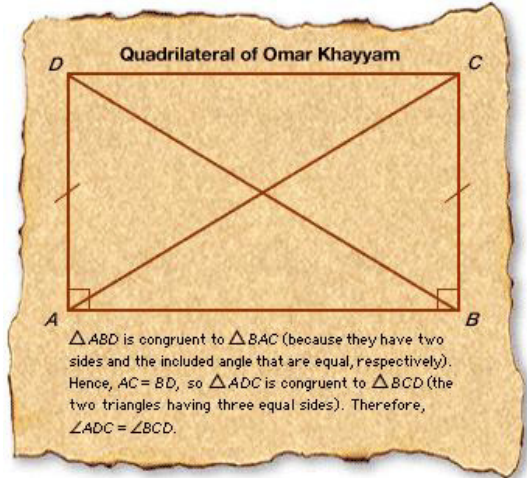 Quadrilateral of Omar Khayyam
D
C
A
B
△ABD is congruent to △BAC (because they have two
sides and the included angle that are equal, respectively).
Hence, AC = BD, so △ADC is congruent to △BCD (the
two triangles having three equal sides). Therefore,
∠ADC = ∠BCD.